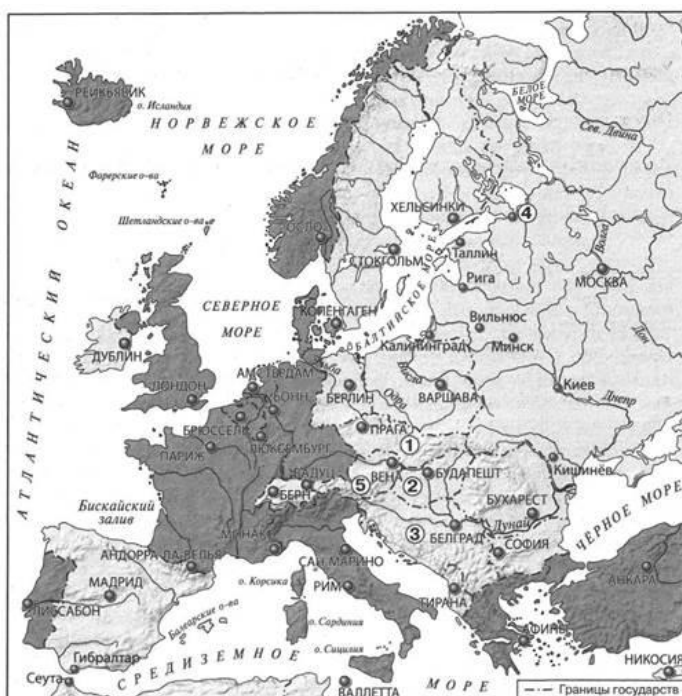 РЕЙКЬЯВИК
о. Исландия
НОРВЕЖСКОЕ
МОРЕ
БЕЛОЕ
МОРЕ
Сев. Двина
Фарерские о-ва
Шетландские о-ва
АТЛАНТИЧЕСКИЙ ОКЕАН
ОСЛО
ХЕЛЬСИНКИ
4
СТОКГОЛЬМ
Таллин
Волга
МОСКВА
Рига
СЕВЕРНОЕ
МОРЕ
КОПЕНГАГЕН
БАЛТИЙСКОЕ МОРЕ
Вильнюс
Калининград
Минск
Дон
ДУБЛИН
ЛОНДОН
АМСТЕРДАМ
Эльба
БЕРЛИН
Одра
Висла
ВАРШАВА
Киев
Днепр
БОНН
БРЮССЕЛЬ
ПРАГА
ЛЮКСЕМБУРГ
ПАРИЖ
1
ВАДУЦ
ВЕНА
БУДАПЕШТ
Кишинёв
5
2
БЕРН
Бискайский
залив
БУХАРЕСТ
3
Дунай
БЕЛГРАД
СОФИЯ
ЧЁРНОЕ МОРЕ
МОНАКО
АНДОРРА-ЛА-ВЕЛЬЯ
САН-МАРИНО
МАДРИД
о. Корсика
РИМ
ТИРАНА
АНКАРА
ЛИССАБОН
Балеарские о-ва
о. Сардиния
АФИНЫ
Гибралтар
о. Сицилия
Сеута
СРЕДИЗЕМНОЕ
МОРЕ
ВАЛЛЕТТА
НИКОСИЯ
Границы государств